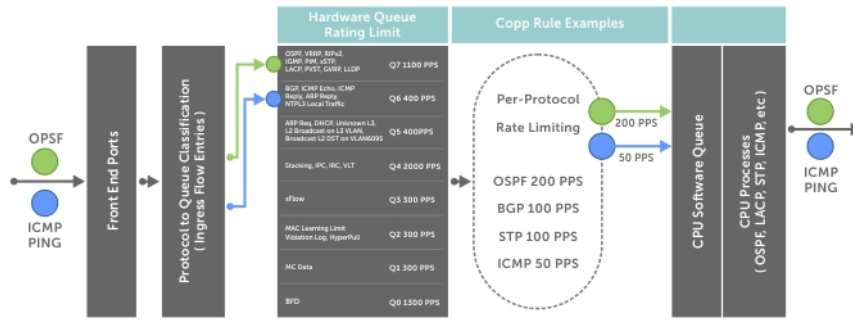 OPSF
ICMP
PING
Front End Ports
Protocol to Queue Classification
( Ingress Flow Entries)
Hardware Queue
Rating Limit
OSPF, VRRP, RIPv2,
IGMP, PIM, xSTP,
LACP, PVST, GVRP, LLDP
Q7 1100 PPS
BGP, ICMP Echo, ICMP
Reply, ARP Reply,
NTPL3 Local Traffic
Q6 400 PPS
ARP Req, DHCP, Unknown L3,
L2 Broadcast on L3 VLAN,
Broadcast L2 DST on VLAN6095
Q5 400PPS
Stacking, IPC, IRC, VLT
Q4 2000 PPS
sFlow
Q3 300 PPS
MAC Learning Limit
Violation Log, HyperPull
Q2 300 PPS
MC Data
Q1 300 PPS
BFD
Q0 1300 PPS
Copp Rule Examples
Per-Protocol
Rate Limiting
200 PPS
50 PPS
OSPF 200 PPS
BGP 100 PPS
STP 100 PPS
ICMP 50 PPS
CPU Software Queue
CPU Processes
( OSPF, LACP, STP, ICMP, etc )
OPSF
ICMP
PING